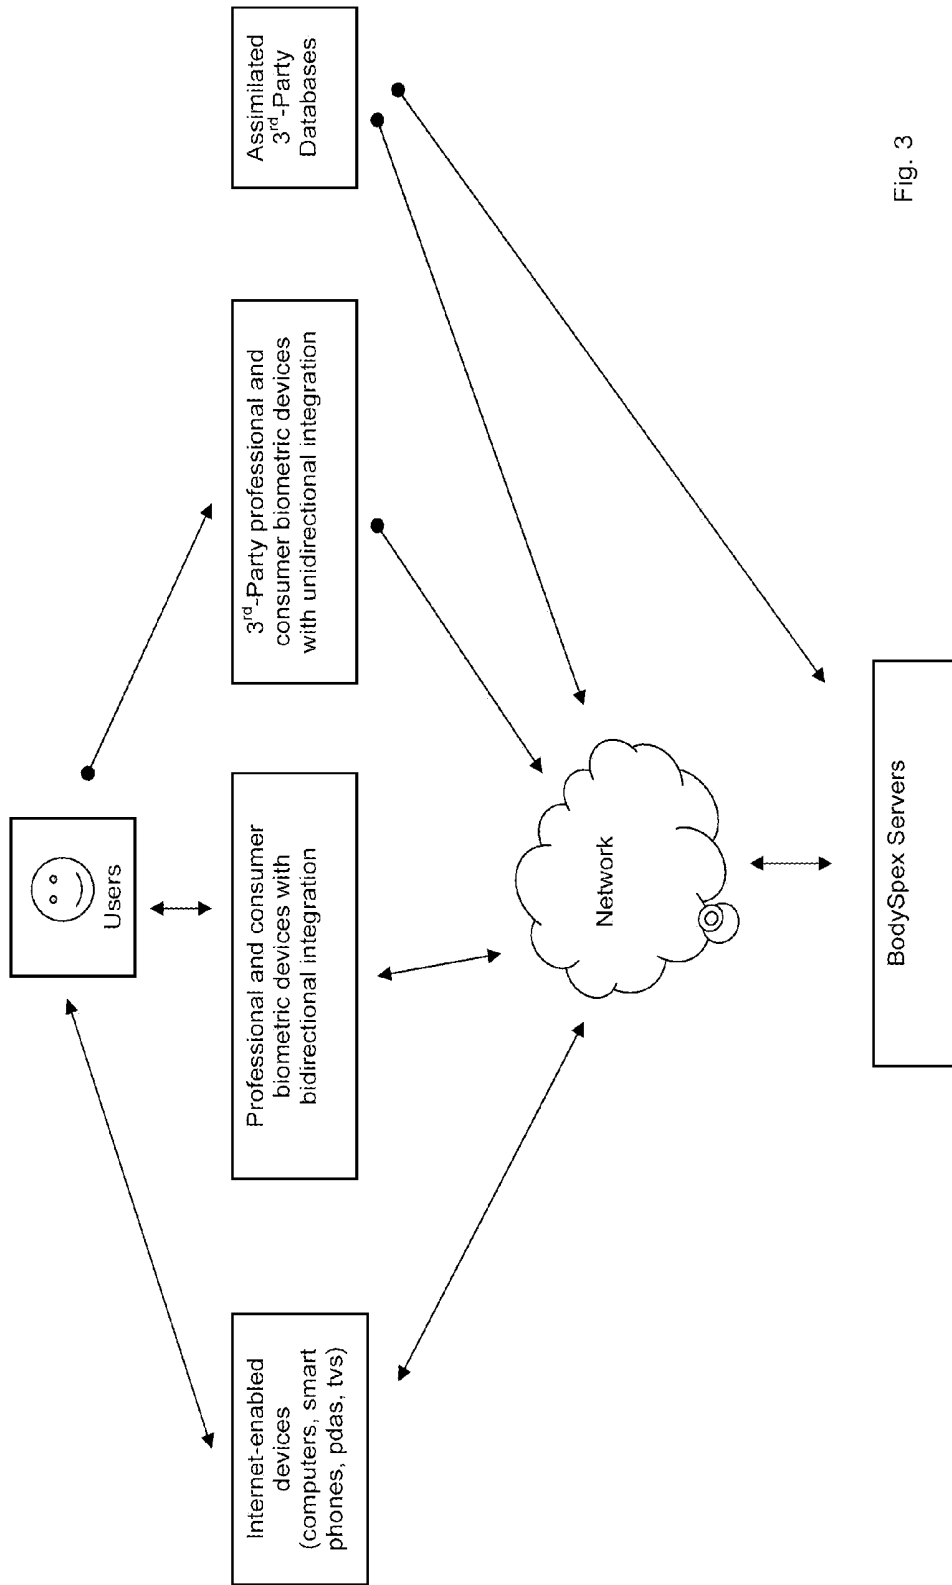 Users
Internet-enabled
devices
(computers, smart
phones, pdas, tvs)
Professional and consumer
biometric devices with
bidirectional integration
3rd-Party professional and
consumer biometric devices
with unidirectional integration
Assimilated
3rd-Party
Databases
Network
BodySpex Servers
Fig. 3